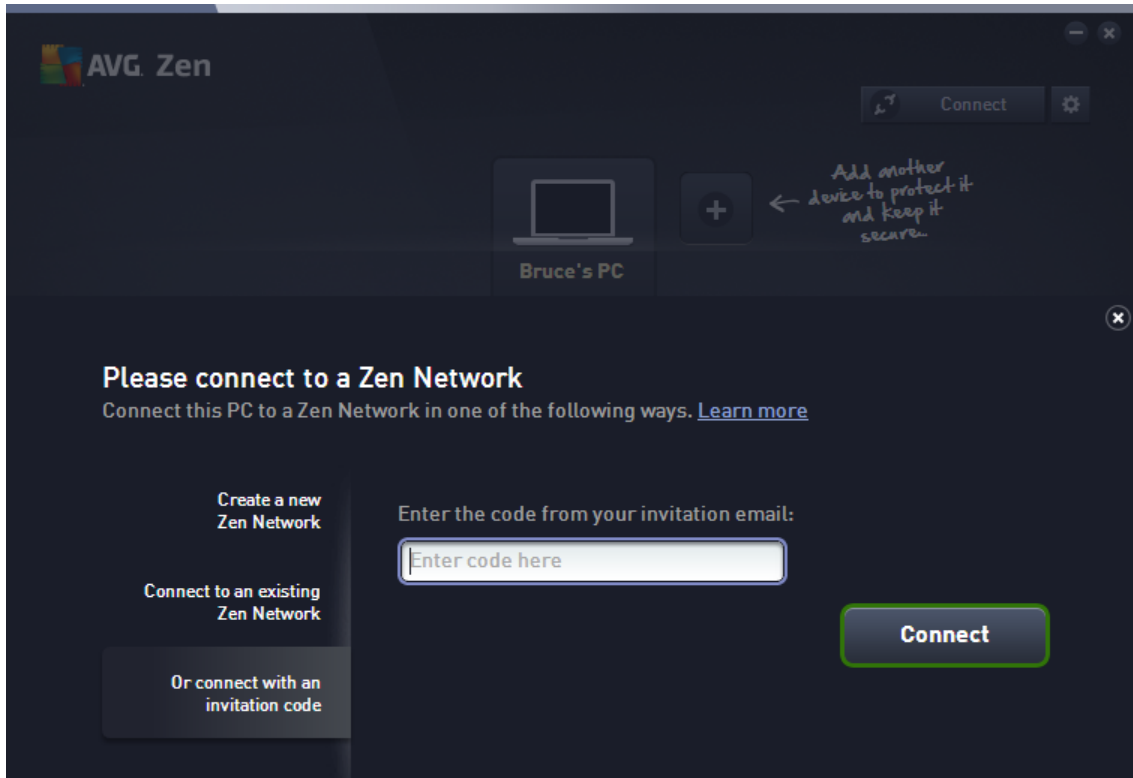 AVG. Zen
Connect
Add another
device to protect it
and keep it
secure...
Bruce's PC
Please connect to a Zen Network
Connect this PC to a Zen Network in one of the following ways. Learn more
Create a new
Zen Network
Enter the code from your invitation email:
Enter code here
Connect to an existing
Zen Network
Connect
Or connect with an
invitation code